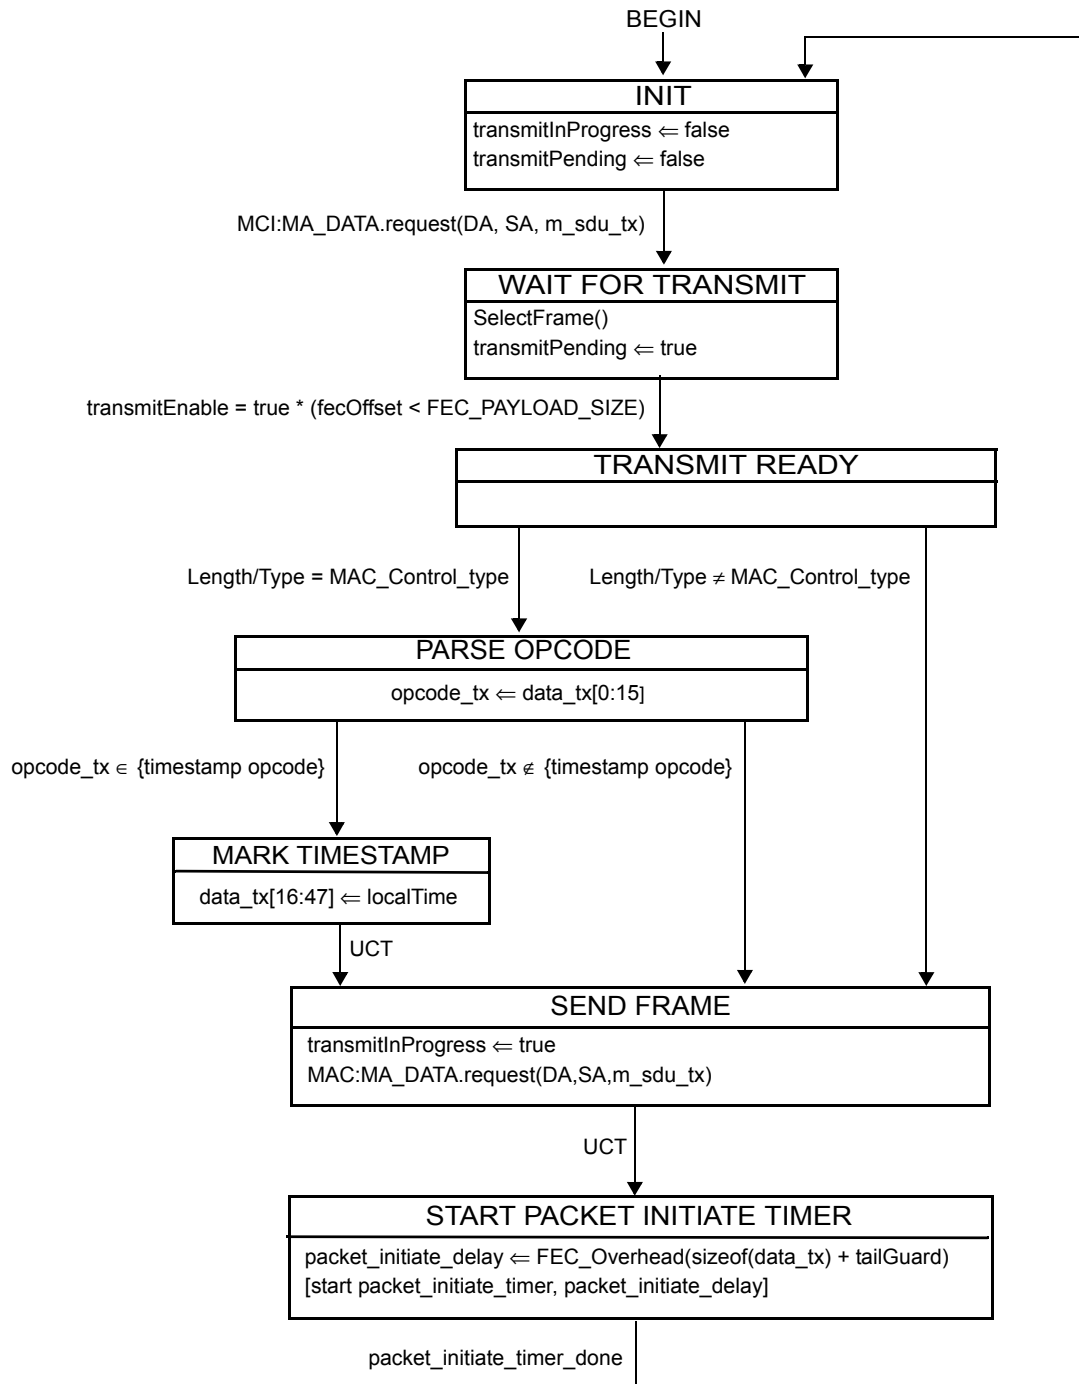 BEGIN
INIT
transmitInProgress ⇐ false
transmitPending ⇐ false
MCI:MA_DATA.request(DA, SA, m_sdu_tx)
WAIT FOR TRANSMIT
SelectFrame()
transmitPending ⇐ true
transmitEnable = true * (fecOffset < FEC_PAYLOAD_SIZE)
TRANSMIT READY
Length/Type = MAC_Control_type
Length/Type ≠ MAC_Control_type
PARSE OPCODE
opcode_tx ⇐ data_tx[0:15]
opcode_tx ∈ {timestamp opcode}
opcode_tx ∉ {timestamp opcode}
MARK TIMESTAMP
data_tx[16:47] ⇐ localTime
UCT
SEND FRAME
transmitInProgress ⇐ true
MAC:MA_DATA.request(DA,SA,m_sdu_tx)
UCT
START PACKET INITIATE TIMER
packet_initiate_delay ⇐ FEC_Overhead(sizeof(data_tx) + tailGuard)
[start packet_initiate_timer, packet_initiate_delay]
packet_initiate_timer_done